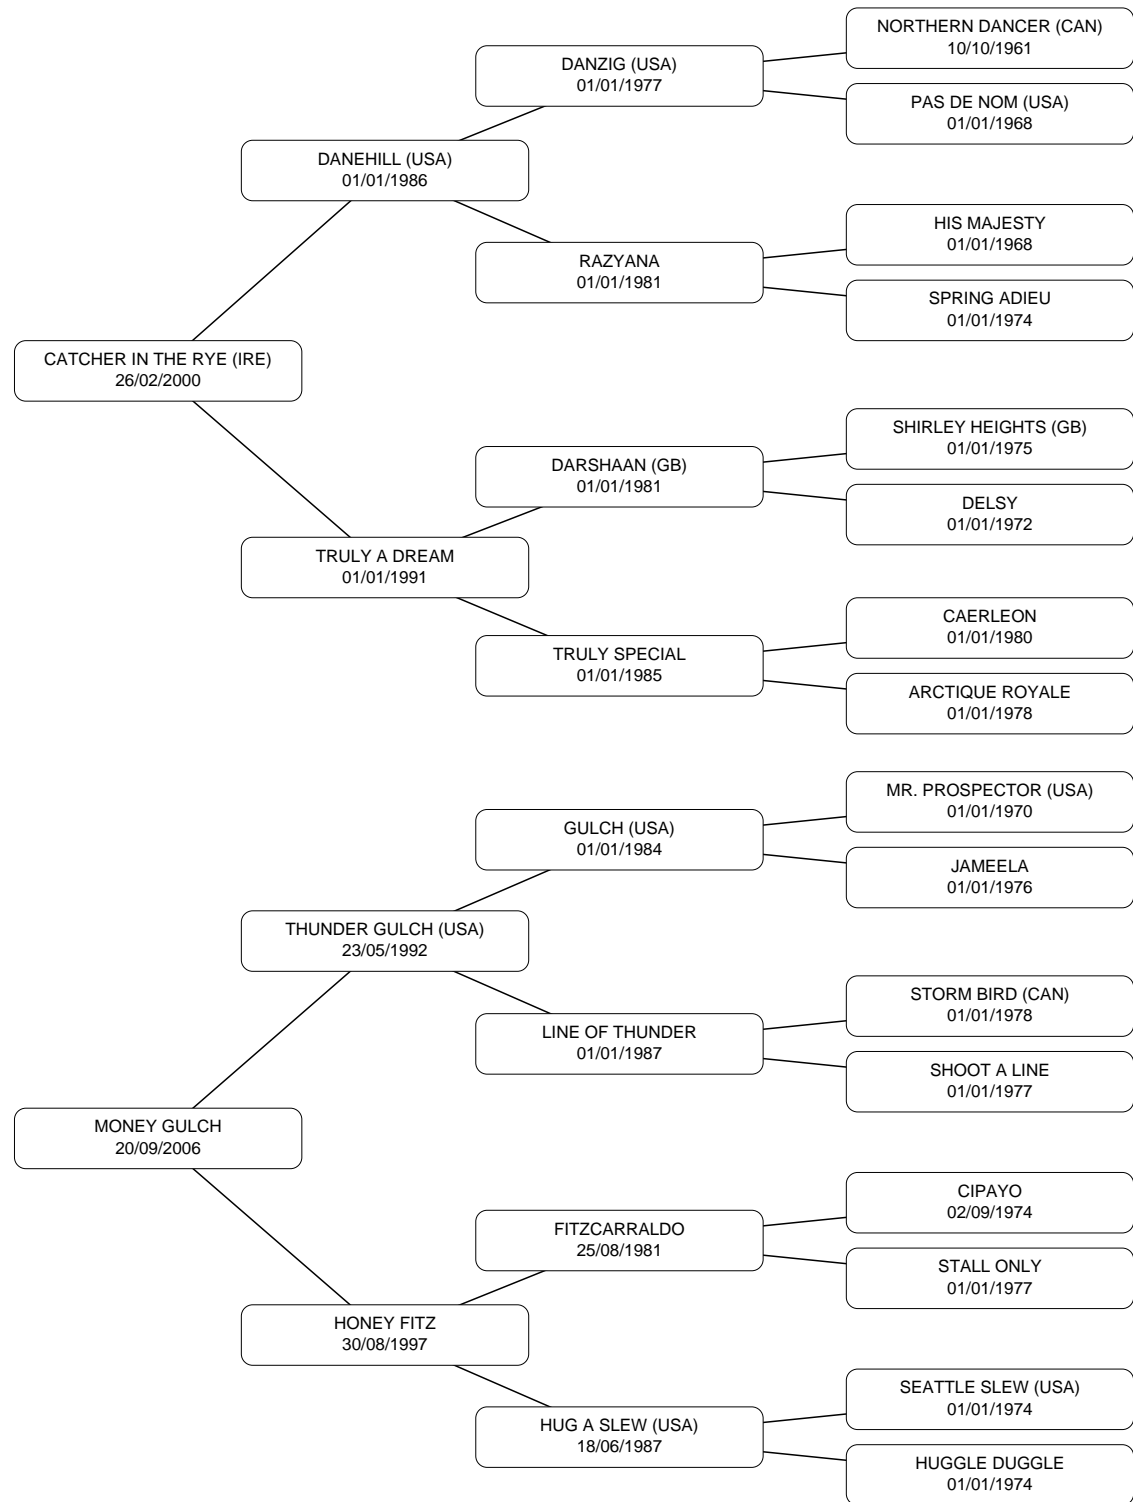 NORTHERN DANCER (CAN)
10/10/1961
DANZIG (USA)
01/01/1977
PAS DE NOM (USA)
01/01/1968
DANEHILL (USA)
01/01/1986
HIS MAJESTY
01/01/1968
RAZYANA
01/01/1981
SPRING ADIEU
01/01/1974
CATCHER IN THE RYE (IRE)
26/02/2000
SHIRLEY HEIGHTS (GB)
01/01/1975
DARSHAAN (GB)
01/01/1981
DELSY
01/01/1972
TRULY A DREAM
01/01/1991
CAERLEON
01/01/1980
TRULY SPECIAL
01/01/1985
ARCTIQUE ROYALE
01/01/1978
MR. PROSPECTOR (USA)
01/01/1970
GULCH (USA)
01/01/1984
JAMEELA
01/01/1976
THUNDER GULCH (USA)
23/05/1992
STORM BIRD (CAN)
01/01/1978
LINE OF THUNDER
01/01/1987
SHOOT A LINE
01/01/1977
MONEY GULCH
20/09/2006
CIPAYO
02/09/1974
FITZCARRALDO
25/08/1981
STALL ONLY
01/01/1977
HONEY FITZ
30/08/1997
SEATTLE SLEW (USA)
01/01/1974
HUG A SLEW (USA)
18/06/1987
HUGGLE DUGGLE
01/01/1974